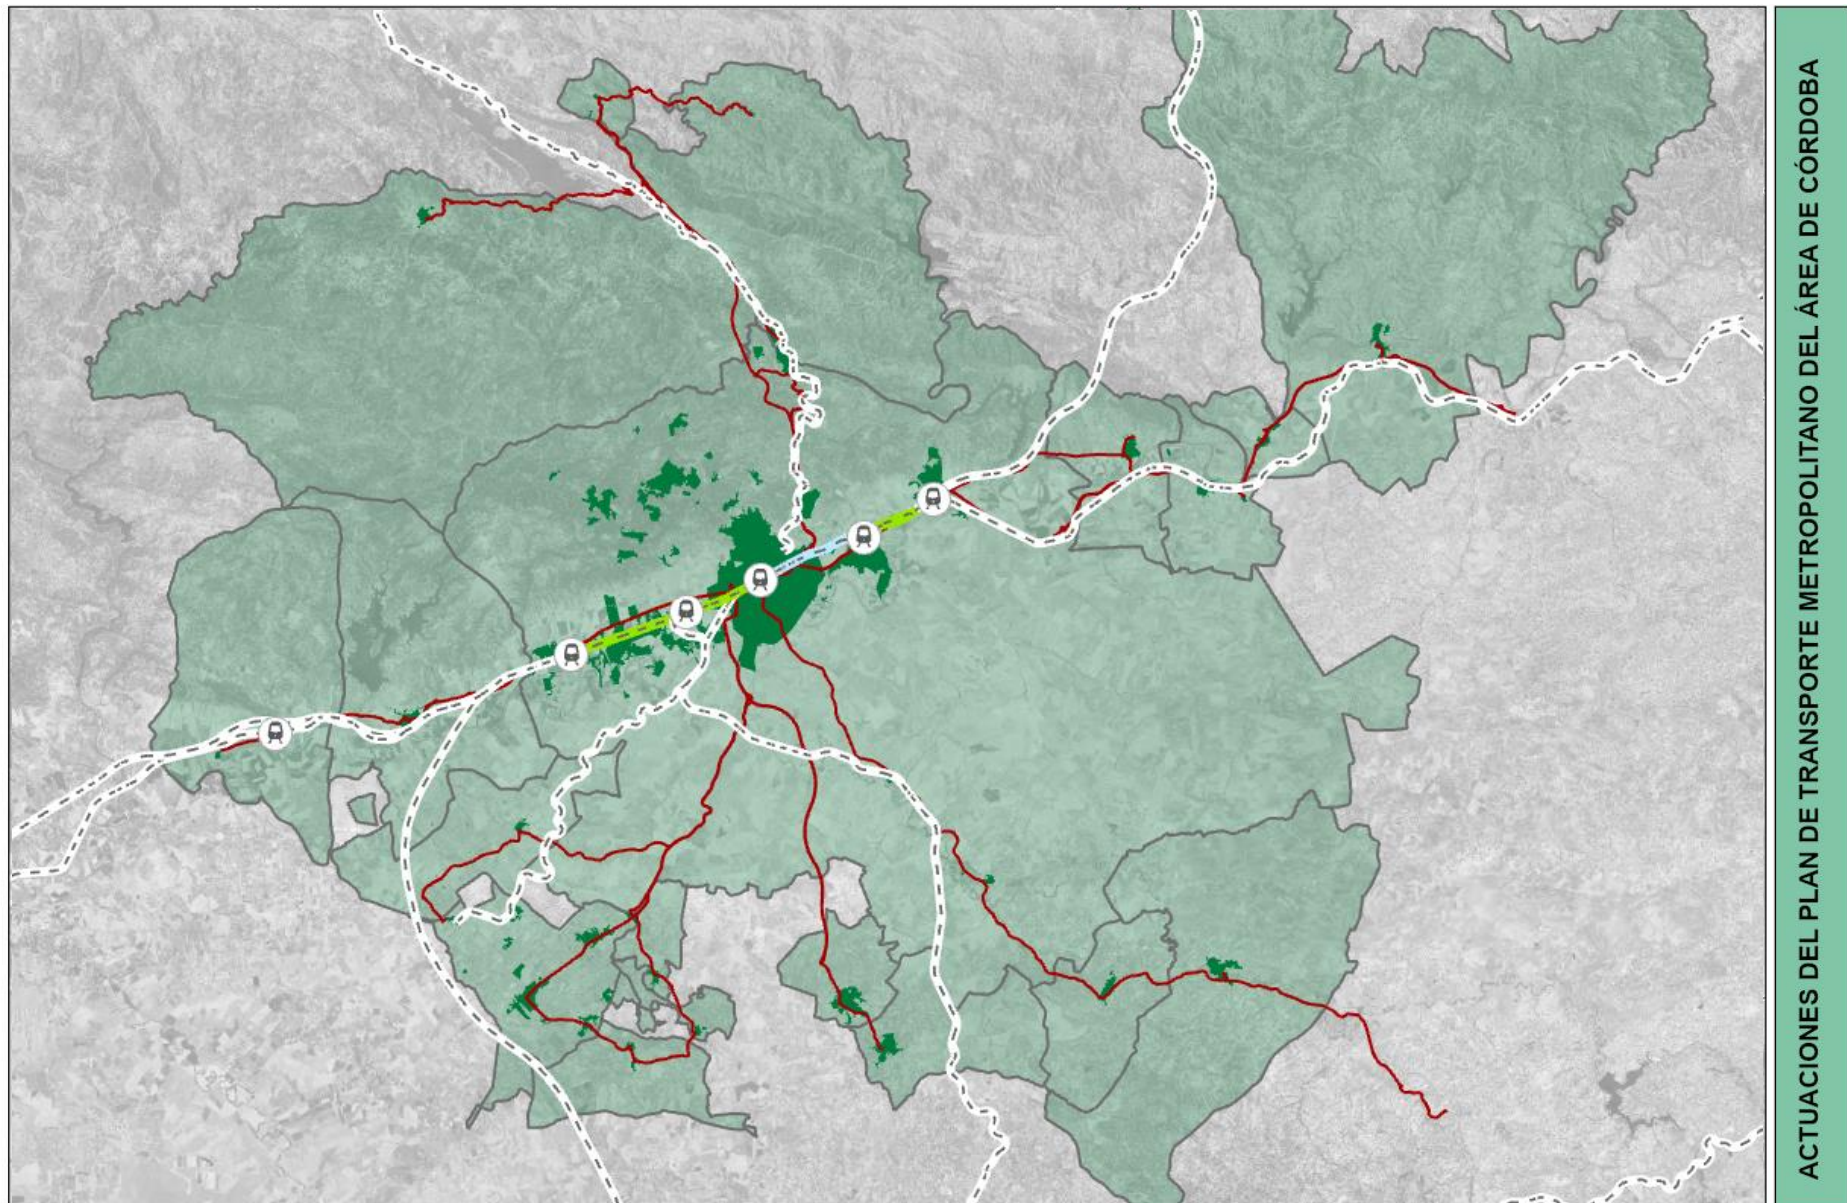 ACTUACIONES DEL PLAN DE TRANSPORTE METROPOLITANO DEL ÁREA DE CÓRDOBA